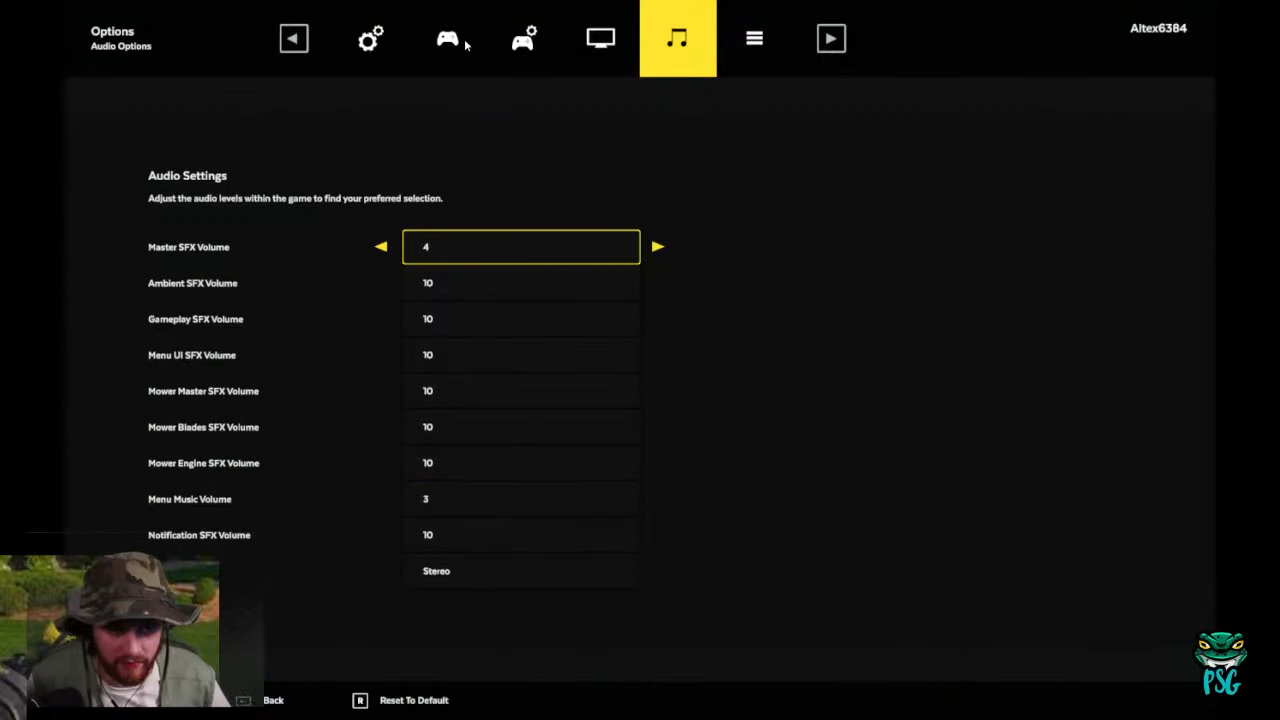 Options
Audio Options
Altex6384
Audio Settings
Adjust the audio levels within the game to find your preferred selection.
Master SFX Volume 4
Ambient SFX Volume 10
Gameplay SFX Volume 10
Menu UI SFX Volume 10
Mower Master SFX Volume 10
Mower Blades SFX Volume 10
Mower Engine SFX Volume 10
Menu Music Volume 3
Notification SFX Volume 10
Stereo
Back
R Reset To Default
PSG